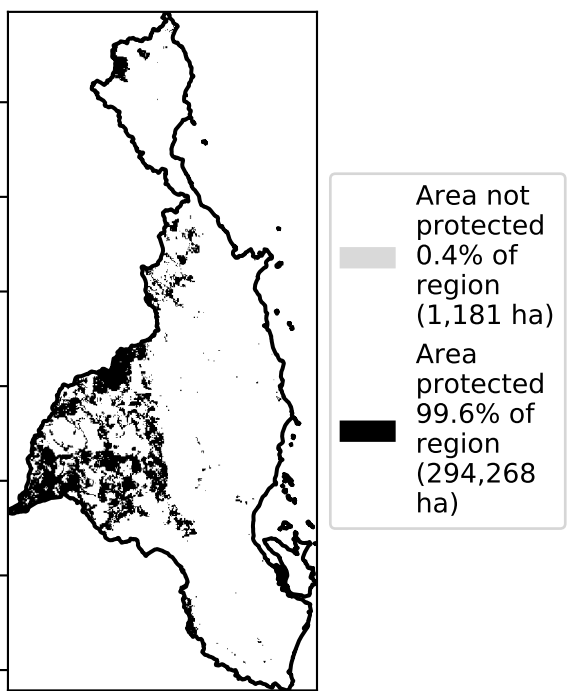 Area not
protected
0.4% of
region
(1,181 ha)
Area
protected
99.6% of
region
(294,268
ha)